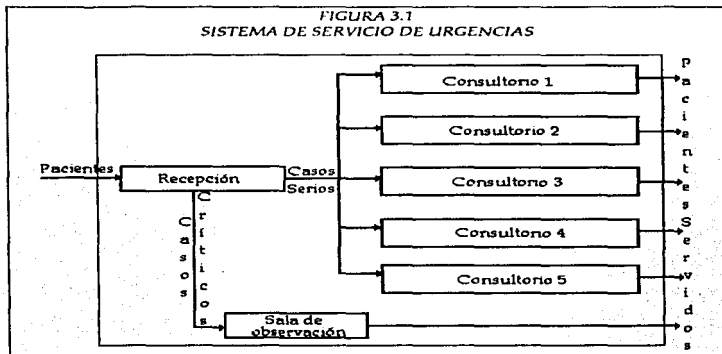 FIGURA 3.1
SISTEMA DE SERVICIO DE URGENCIAS
Pacientes
Recepción
Casos
Serios
Casos
Críticos
Consultorio 1
Consultorio 2
Consultorio 3
Consultorio 4
Consultorio 5
Sala de
observación
Pacientes Servidos